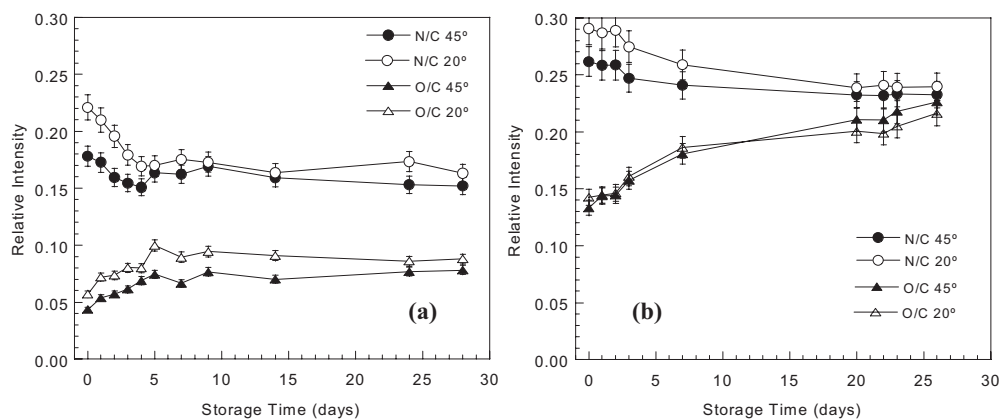 0.30
0.25
0.20
0.15
0.10
0.05
0.00
Relative Intensity
N/C 45º
N/C 20º
O/C 45º
O/C 20º
(a)
0 5 10 15 20 25 30
Storage Time (days)
0.30
0.25
0.20
0.15
0.10
0.05
0.00
Relative Intensity
N/C 45º
N/C 20º
O/C 45º
O/C 20º
(b)
0 5 10 15 20 25 30
Storage Time (days)